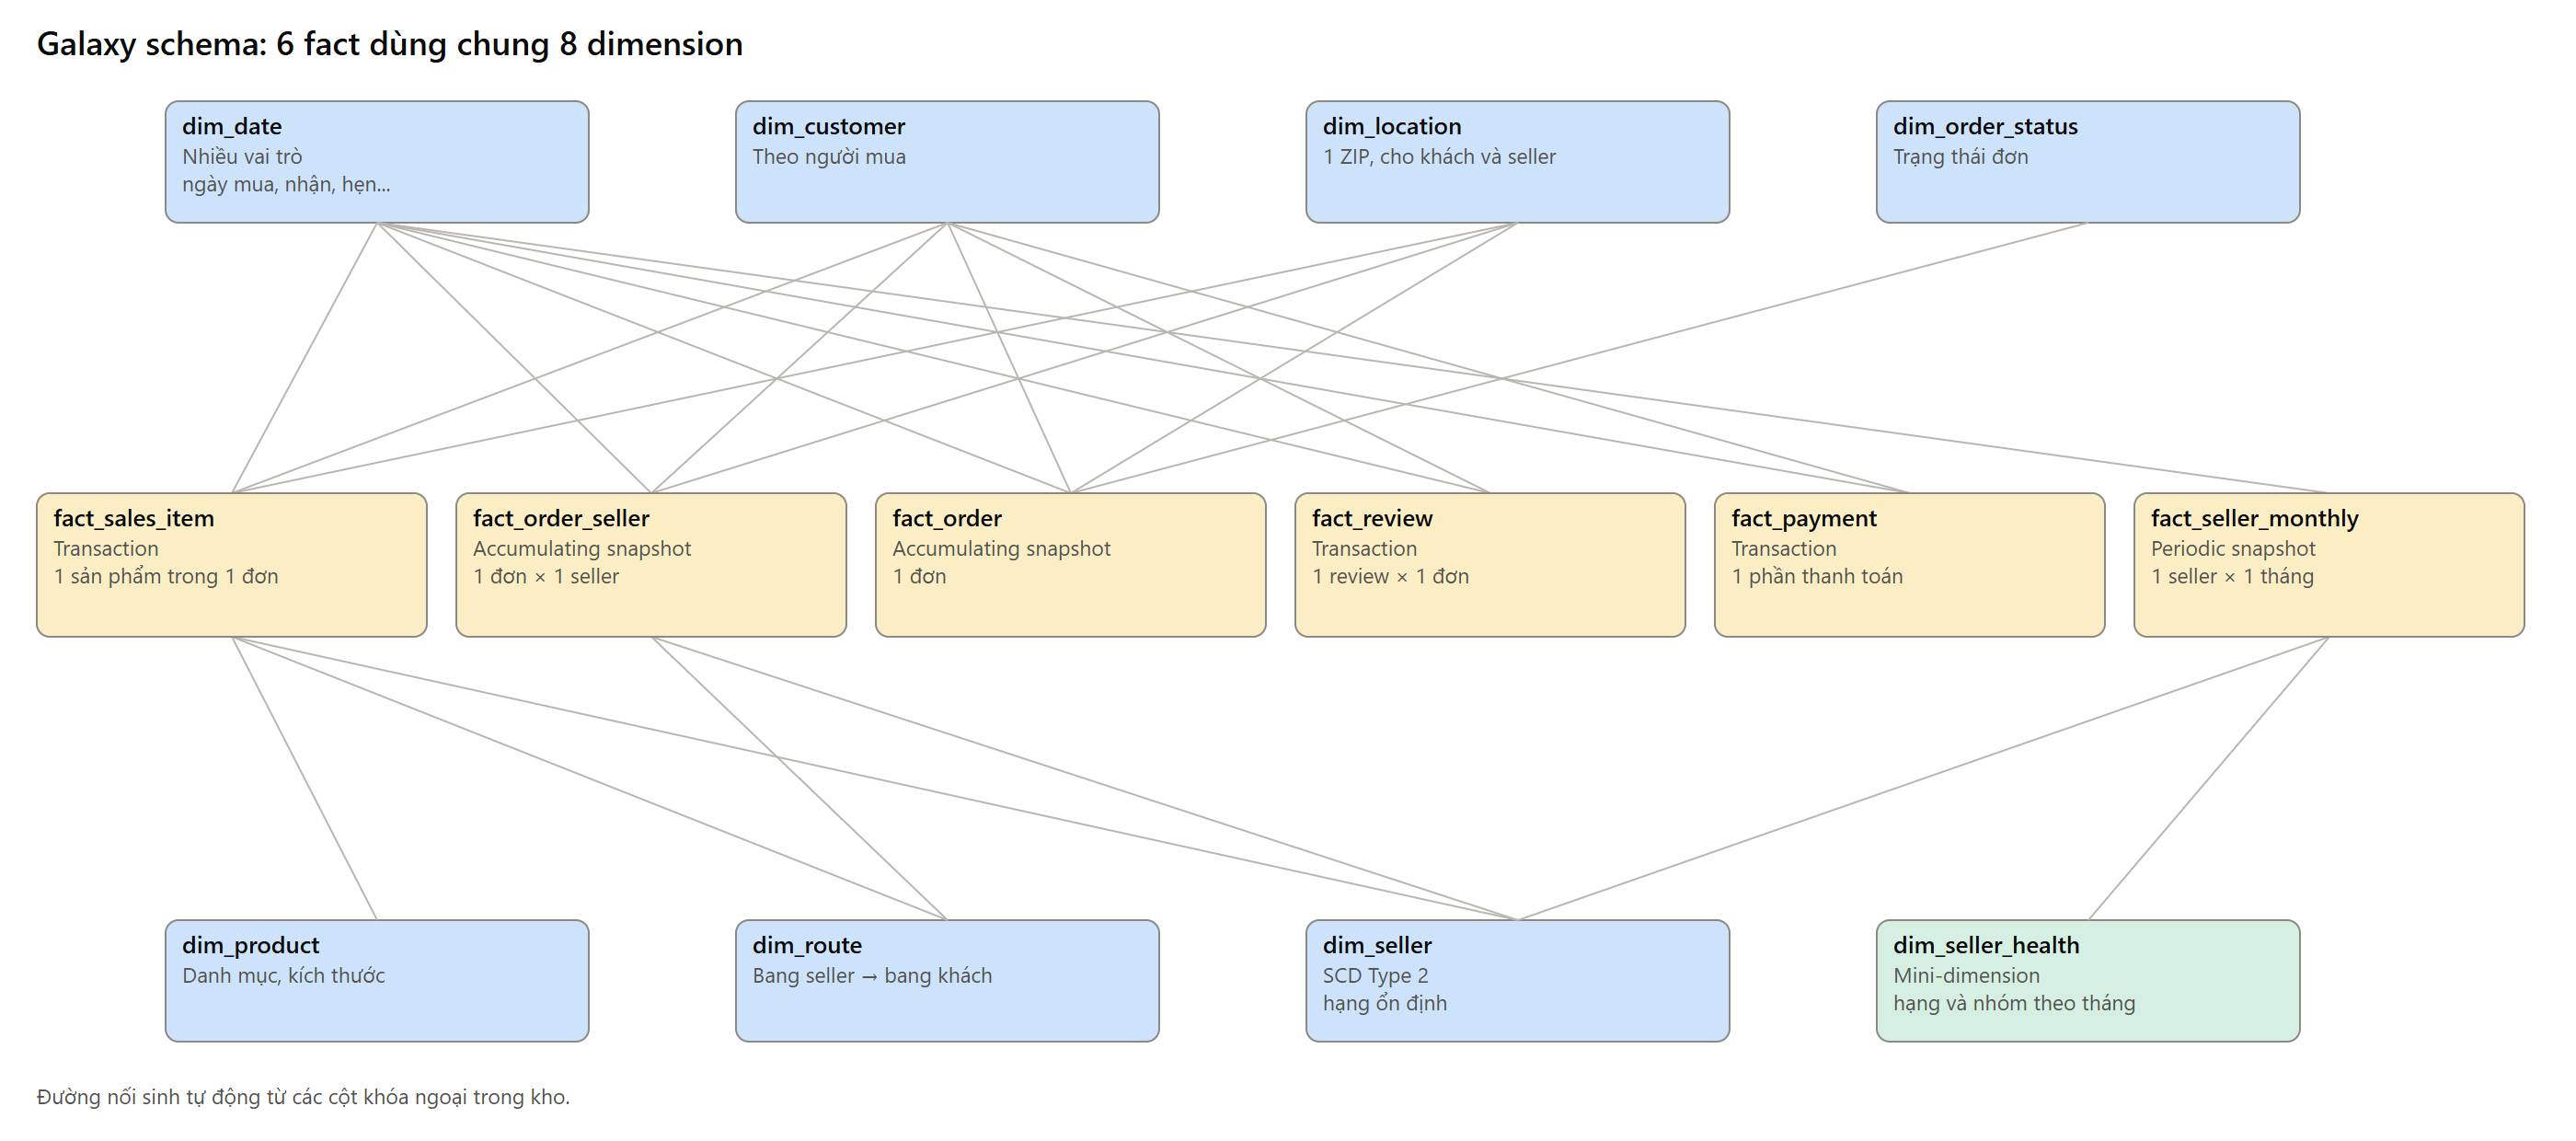 Galaxy schema: 6 fact dùng chung 8 dimension
dim_date
Nhiều vai trò
ngày mua, nhận, hẹn...
dim_customer
Theo người mua
dim_location
1 ZIP, cho khách và seller
dim_order_status
Trạng thái đơn
fact_sales_item
Transaction
1 sản phẩm trong 1 đơn
fact_order_seller
Accumulating snapshot
1 đơn × 1 seller
fact_order
Accumulating snapshot
1 đơn
fact_review
Transaction
1 review × 1 đơn
fact_payment
Transaction
1 phần thanh toán
fact_seller_monthly
Periodic snapshot
1 seller × 1 tháng
dim_product
Danh mục, kích thước
dim_route
Bang seller → bang khách
dim_seller
SCD Type 2
hạng ổn định
dim_seller_health
Mini-dimension
hạng và nhóm theo tháng
Đường nối sinh tự động từ các cột khóa ngoại trong kho.